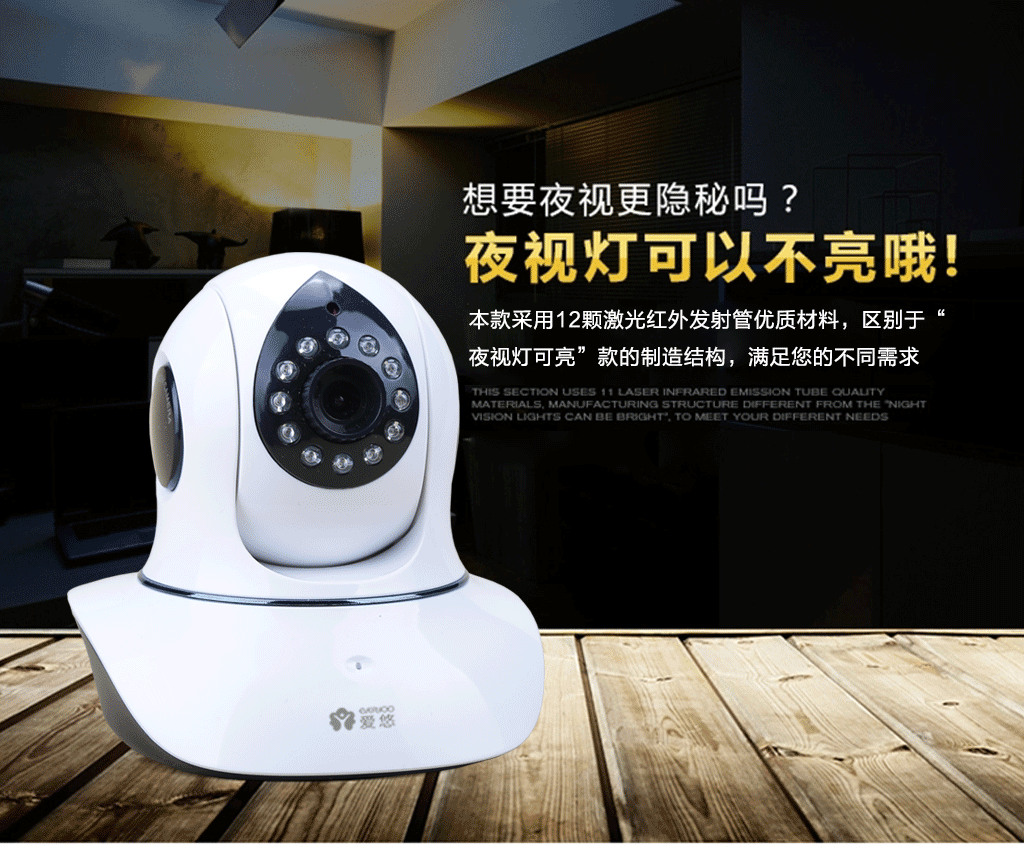 想要夜视更隐秘吗？
夜视灯可以不亮哦!
本款采用12颗激光红外发射管优质材料，区别于“
夜视灯可亮”款的制造结构，满足您的不同需求
THIS SECTION USES 11 LASER INFRARED EMISSION TUBE QUALITY
MATERIALS, MANUFACTURING STRUCTURE DIFFERENT FROM THE "NIGHT
VISION LIGHTS CAN BE BRIGHT", TO MEET YOUR DIFFERENT NEEDS
爱悠